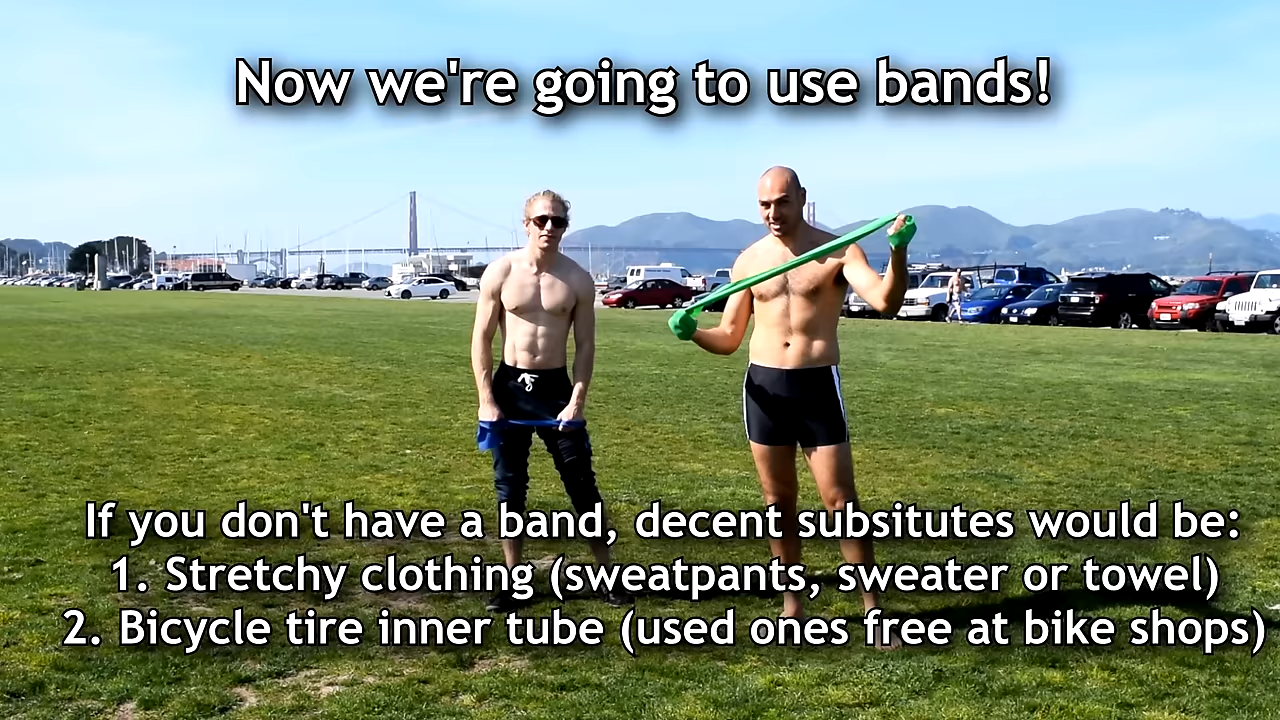 Now we're going to use bands!
If you don't have a band, decent subsitutes would be:
1. Stretchy clothing (sweatpants, sweater or towel)
2. Bicycle tire inner tube (used ones free at bike shops)